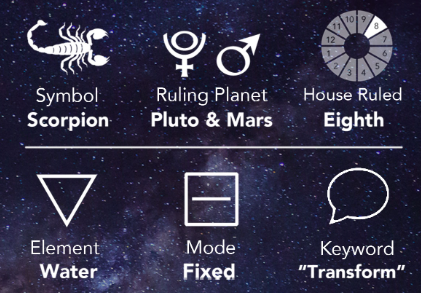 Symbol
Scorpion
Ruling Planet
Pluto & Mars
10 9
11 8
12 7
1 6
2 5
3 4
House Ruled
Eighth
Element
Water
Mode
Fixed
Keyword
"Transform"